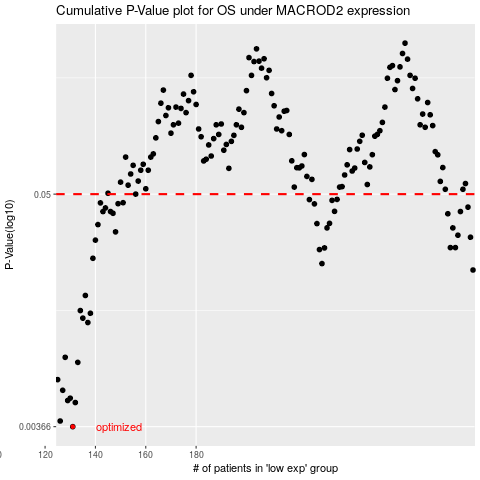 Cumulative P-Value plot for OS under MACROD2 expression
P-Value(log10)
0.05
0.00366
optimized
0 120 140 160 180
# of patients in 'low exp' group